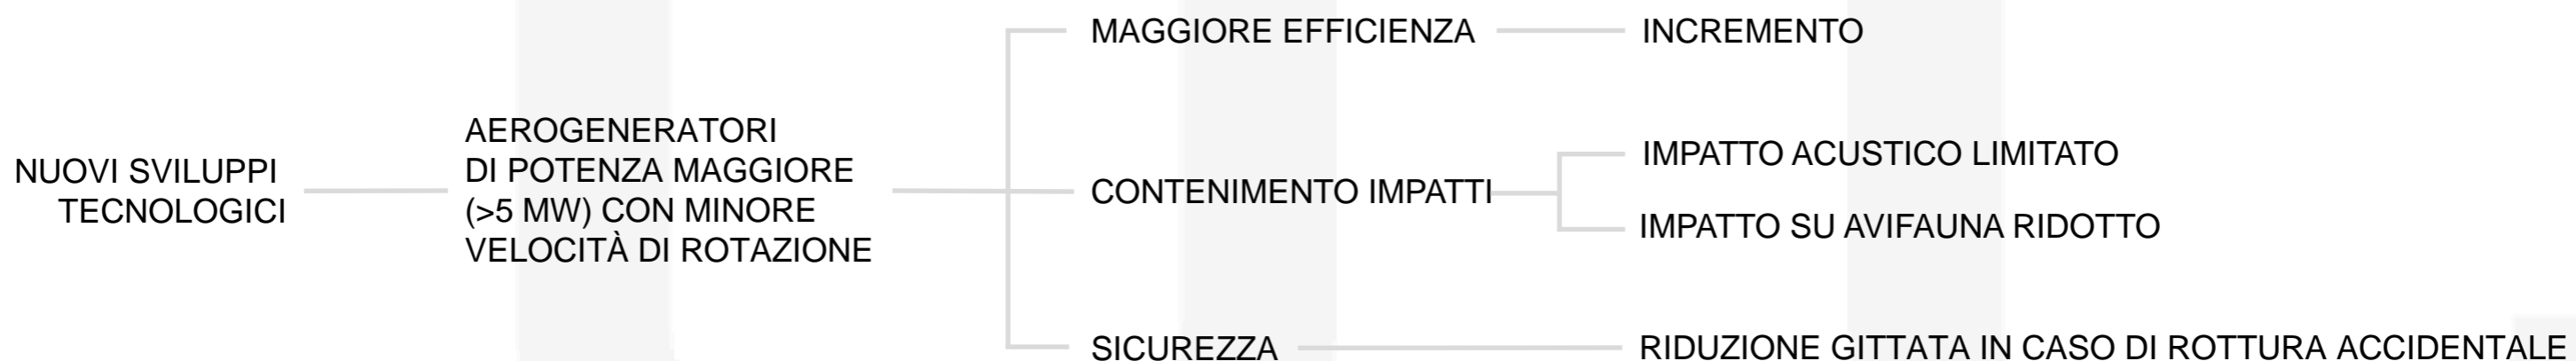 NUOVI SVILUPPI
TECNOLOGICI
AEROGENERATORI
DI POTENZA MAGGIORE
(>5 MW) CON MINORE
VELOCITÀ DI ROTAZIONE
MAGGIORE EFFICIENZA
INCREMENTO
CONTENIMENTO IMPATTI
IMPATTO ACUSTICO LIMITATO
IMPATTO SU AVIFAUNA RIDOTTO
SICUREZZA
RIDUZIONE GITTATA IN CASO DI ROTTURA ACCIDENTALE